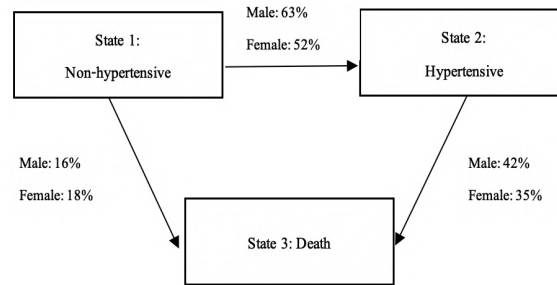 Male: 63%
Female: 52%
State 1:
Non-hypertensive
State 2:
Hypertensive
Male: 16%
Female: 18%
Male: 42%
Female: 35%
State 3: Death